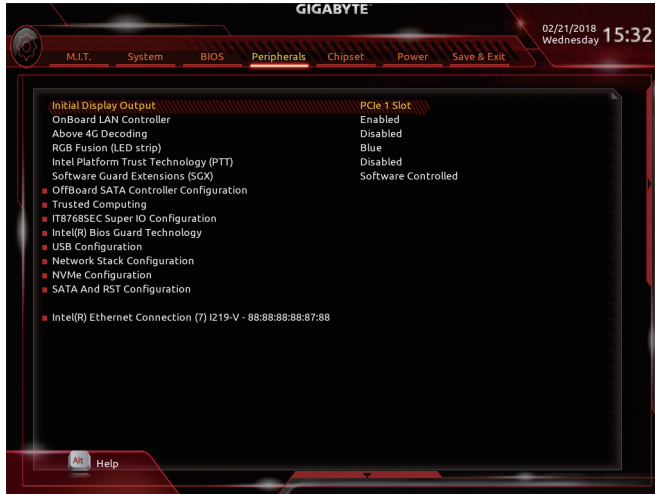 GIGABYTE™
02/21/2018
Wednesday
15:32
M.I.T. System BIOS Peripherals Chipset Power Save & Exit
Initial Display Output PCIe 1 Slot
OnBoard LAN Controller Enabled
Above 4G Decoding Disabled
RGB Fusion (LED strip) Blue
Intel Platform Trust Technology (PTT) Disabled
Software Guard Extensions (SGX) Software Controlled
OffBoard SATA Controller Configuration
Trusted Computing
IT8768SEC Super IO Configuration
Intel(R) Bios Guard Technology
USB Configuration
Network Stack Configuration
NVMe Configuration
SATA And RST Configuration
Intel(R) Ethernet Connection (7) I219-V - 88:88:88:88:87:88
Alt Help